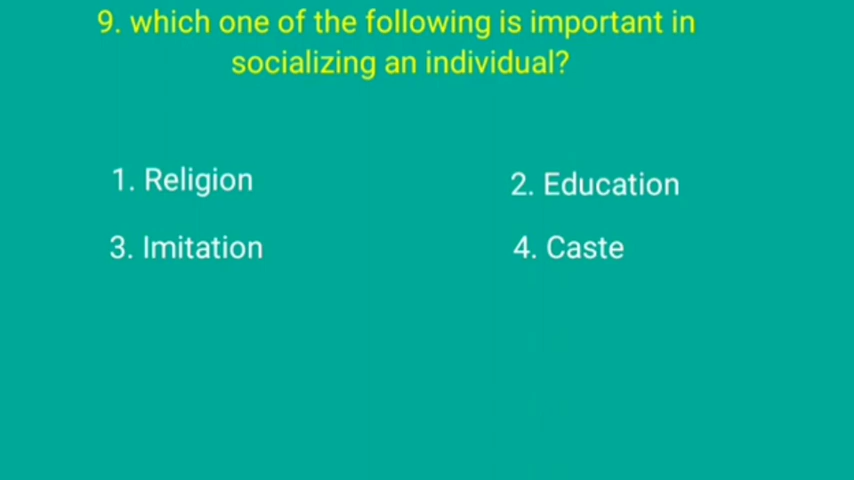 9. which one of the following is important in
socializing an individual?
1. Religion
2. Education
3. Imitation
4. Caste